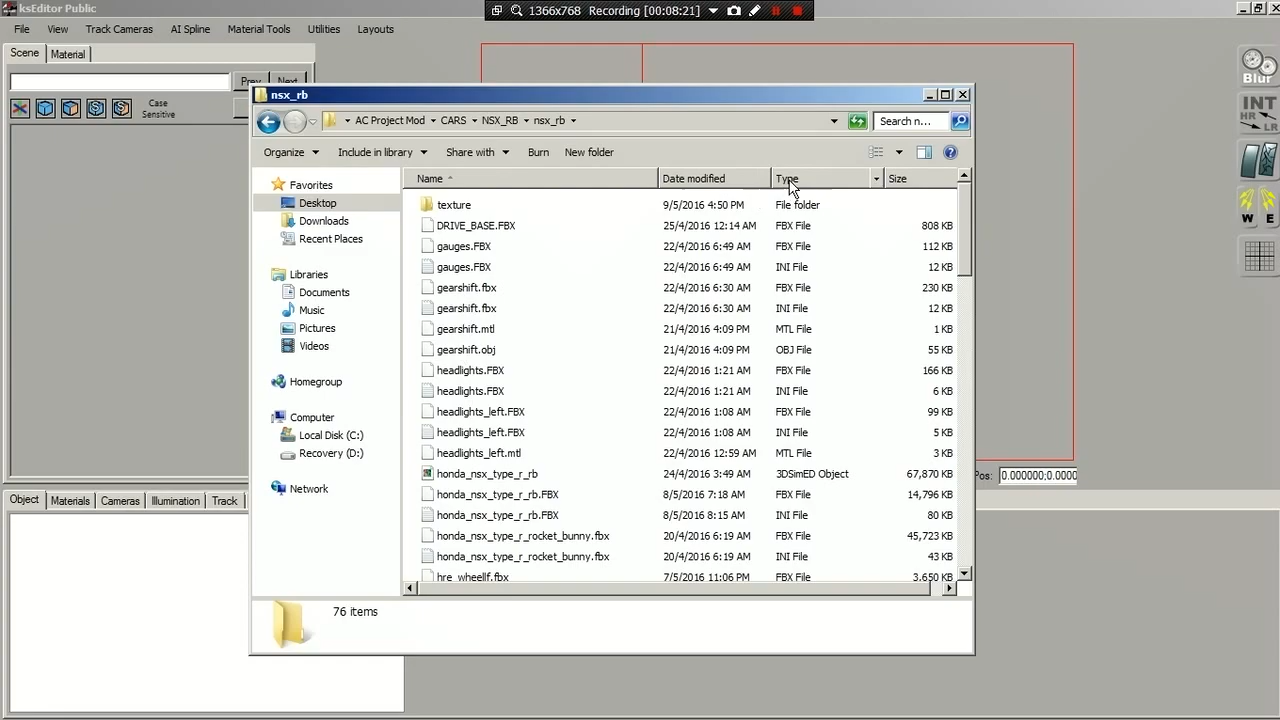 ksEditor Public
1366x768 Recording [00:08:21]
File View Track Cameras AI Spline Material Tools Utilities Layouts
Scene Material
Prev Next
Case
Sensitive
Blur
INT
HR
LR
W E
nsx_rb
AC Project Mod CARS NSX_RB nsx_rb
Search n...
Organize Include in library Share with Burn New folder
Name Date modified Type Size
Favorites
Desktop
Downloads
Recent Places
Libraries
Documents
Music
Pictures
Videos
Homegroup
Computer
Local Disk (C:)
Recovery (D:)
Network
texture 9/5/2016 4:50 PM File folder
DRIVE_BASE.FBX 25/4/2016 12:14 AM FBX File 808 KB
gauges.FBX 22/4/2016 6:49 AM FBX File 112 KB
gauges.FBX 22/4/2016 6:49 AM INI File 12 KB
gearshift.fbx 22/4/2016 6:30 AM FBX File 230 KB
gearshift.fbx 22/4/2016 6:30 AM INI File 12 KB
gearshift.mtl 21/4/2016 4:09 PM MTL File 1 KB
gearshift.obj 21/4/2016 4:09 PM OBJ File 55 KB
headlights.FBX 22/4/2016 1:21 AM FBX File 166 KB
headlights.FBX 22/4/2016 1:21 AM INI File 6 KB
headlights_left.FBX 22/4/2016 1:08 AM FBX File 99 KB
headlights_left.FBX 22/4/2016 1:08 AM INI File 5 KB
headlights_left.mtl 22/4/2016 12:59 AM MTL File 3 KB
honda_nsx_type_r_rb 24/4/2016 3:49 AM 3DSimED Object 67,870 KB
honda_nsx_type_r_rb.FBX 8/5/2016 7:18 AM FBX File 14,796 KB
honda_nsx_type_r_rb.FBX 8/5/2016 8:15 AM INI File 80 KB
honda_nsx_type_r_rocket_bunny.fbx 20/4/2016 6:19 AM FBX File 45,723 KB
honda_nsx_type_r_rocket_bunny.fbx 20/4/2016 6:19 AM INI File 43 KB
hre_wheellf.fbx 7/5/2016 11:06 PM FBX File 3,650 KB
76 items
Pos: 0.000000;0.0000
Object Materials Cameras Illumination Track